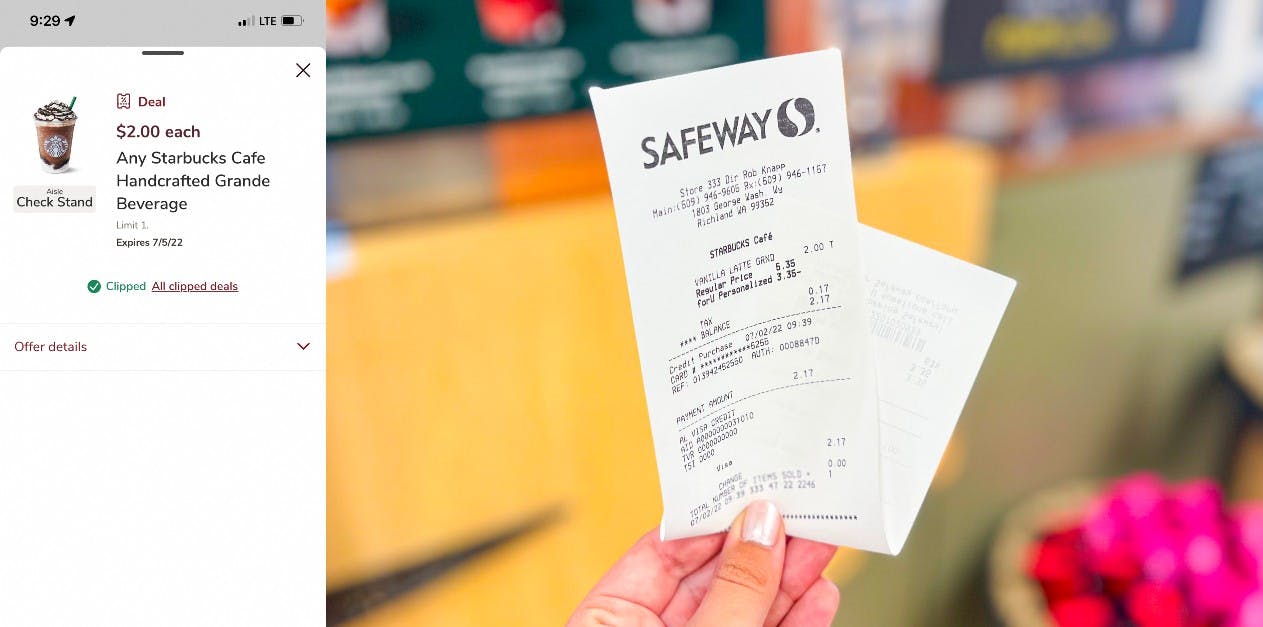 9:29
LTE
Deal
$2.00 each
Any Starbucks Cafe
Handcrafted Grande
Beverage
Aisle
Check Stand
Limit 1.
Expires 7/5/22
Clipped All clipped deals
Offer details
SAFEWAY
Store 333 Dir Rob Knapp
Main:(509) 946-9605 Rx:(509) 946-1157
1803 George Wash. Wy
Richland WA 99352
STARBUCKS Café
VANILLA LATTE GRND 2.00 T
Regular Price 5.35
forU Personalized 3.35-
TAX 0.17
**** BALANCE 2.17
Credit Purchase 07/02/22 09:39
CARD # ************5256
REF: 013942452550 AUTH: 0008847D
PAYMENT AMOUNT 2.17
AL VISA CREDIT
AID A0000000031010
TVR 0000000000
TSI 0000
Visa 2.17
CHANGE 0.00
TOTAL NUMBER OF ITEMS SOLD = 1
07/02/22 09:39 333 47 22 2246